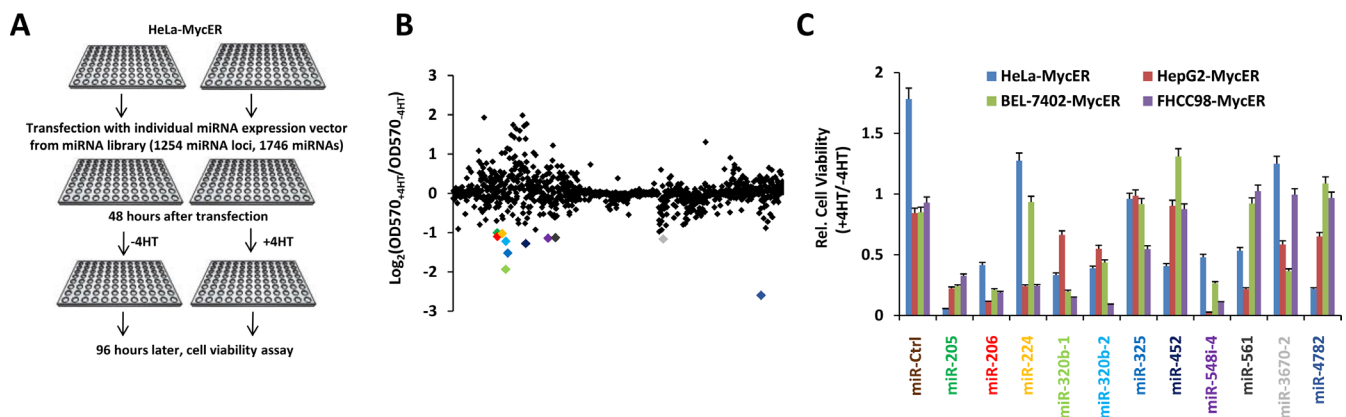 A
HeLa-MycER
Transfection with individual miRNA expression vector
from miRNA library (1254 miRNA loci, 1746 miRNAs)
48 hours after transfection
-4HT
+4HT
96 hours later, cell viability assay
B
Log2(OD570+4HT/OD570-4HT)
3
2
1
0
-1
-2
-3
C
Rel. Cell Viability
(+4HT/-4HT)
2
1.5
1
0.5
0
HeLa-MycER
HepG2-MycER
BEL-7402-MycER
FHCC98-MycER
miR-Ctrl
miR-205
miR-206
miR-224
miR-320b-1
miR-320b-2
miR-325
miR-452
miR-548i-4
miR-561
miR-3670-2
miR-4782